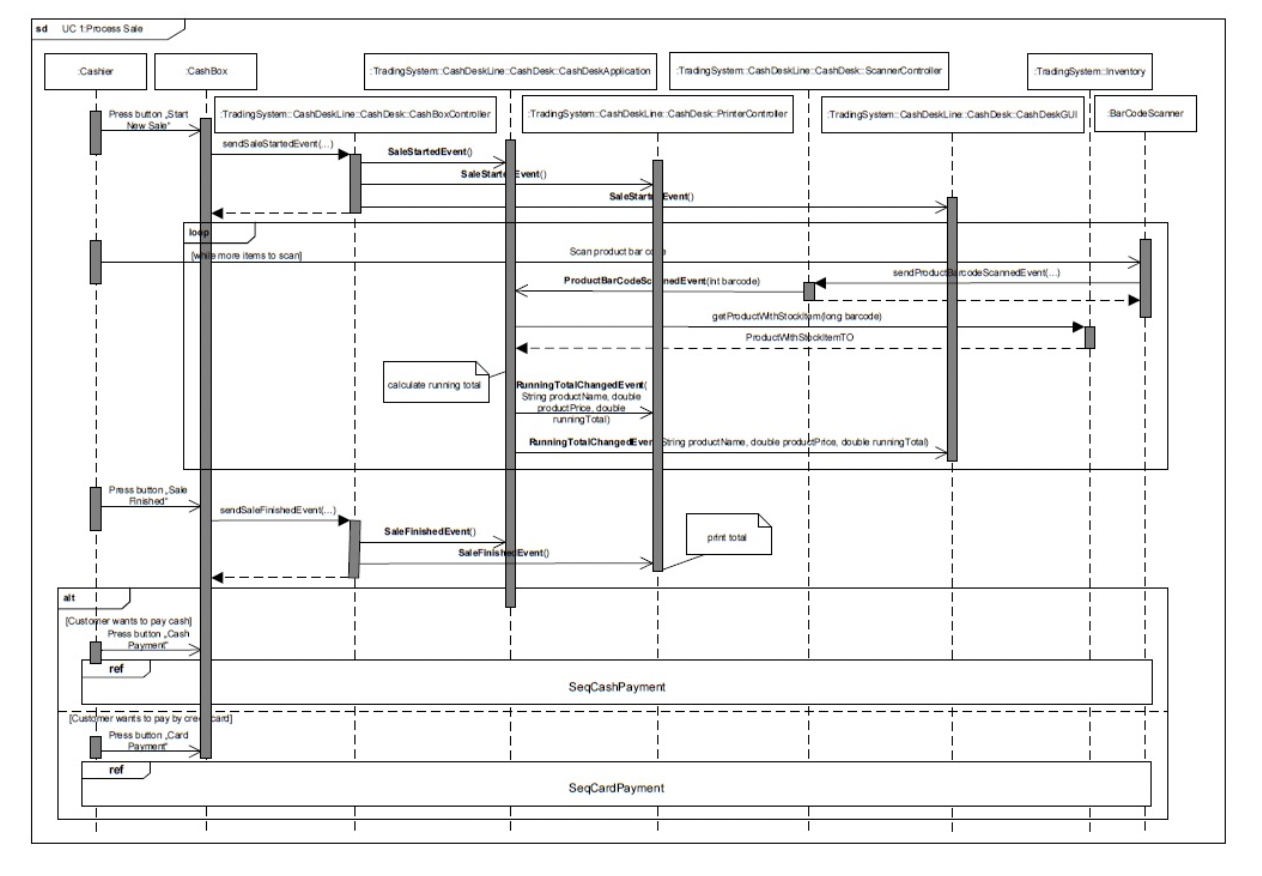 sd UC 1:Process Sale
:Cashier
:CashBox
:TradingSystem::CashDeskLine::CashDesk::CashDeskApplication
:TradingSystem::CashDeskLine::CashDesk::ScannerController
:TradingSystem::Inventory
:TradingSystem::CashDeskLine::CashDesk::CashBoxController
:TradingSystem::CashDeskLine::CashDesk::PrinterController
:TradingSystem::CashDeskLine::CashDesk::CashDeskGUI
:BarCodeScanner
Press button „Start
New Sale“
sendSaleStartedEvent(...)
SaleStartedEvent()
SaleStartedEvent()
SaleStartedEvent()
loop
[while more items to scan]
Scan product bar code
sendProductBarcodeScannedEvent(...)
ProductBarCodeScannedEvent(int barcode)
getProductWithStockItem(long barcode)
ProductWithStockItemTO
calculate running total
RunningTotalChangedEvent(
String productName, double
productPrice, double
runningTotal)
RunningTotalChangedEvent(String productName, double productPrice, double runningTotal)
Press button „Sale
Finished“
sendSaleFinishedEvent(...)
SaleFinishedEvent()
SaleFinishedEvent()
print total
alt
[Customer wants to pay cash]
Press button „Cash
Payment“
ref
SeqCashPayment
[Customer wants to pay by credit card]
Press button „Card
Payment“
ref
SeqCardPayment